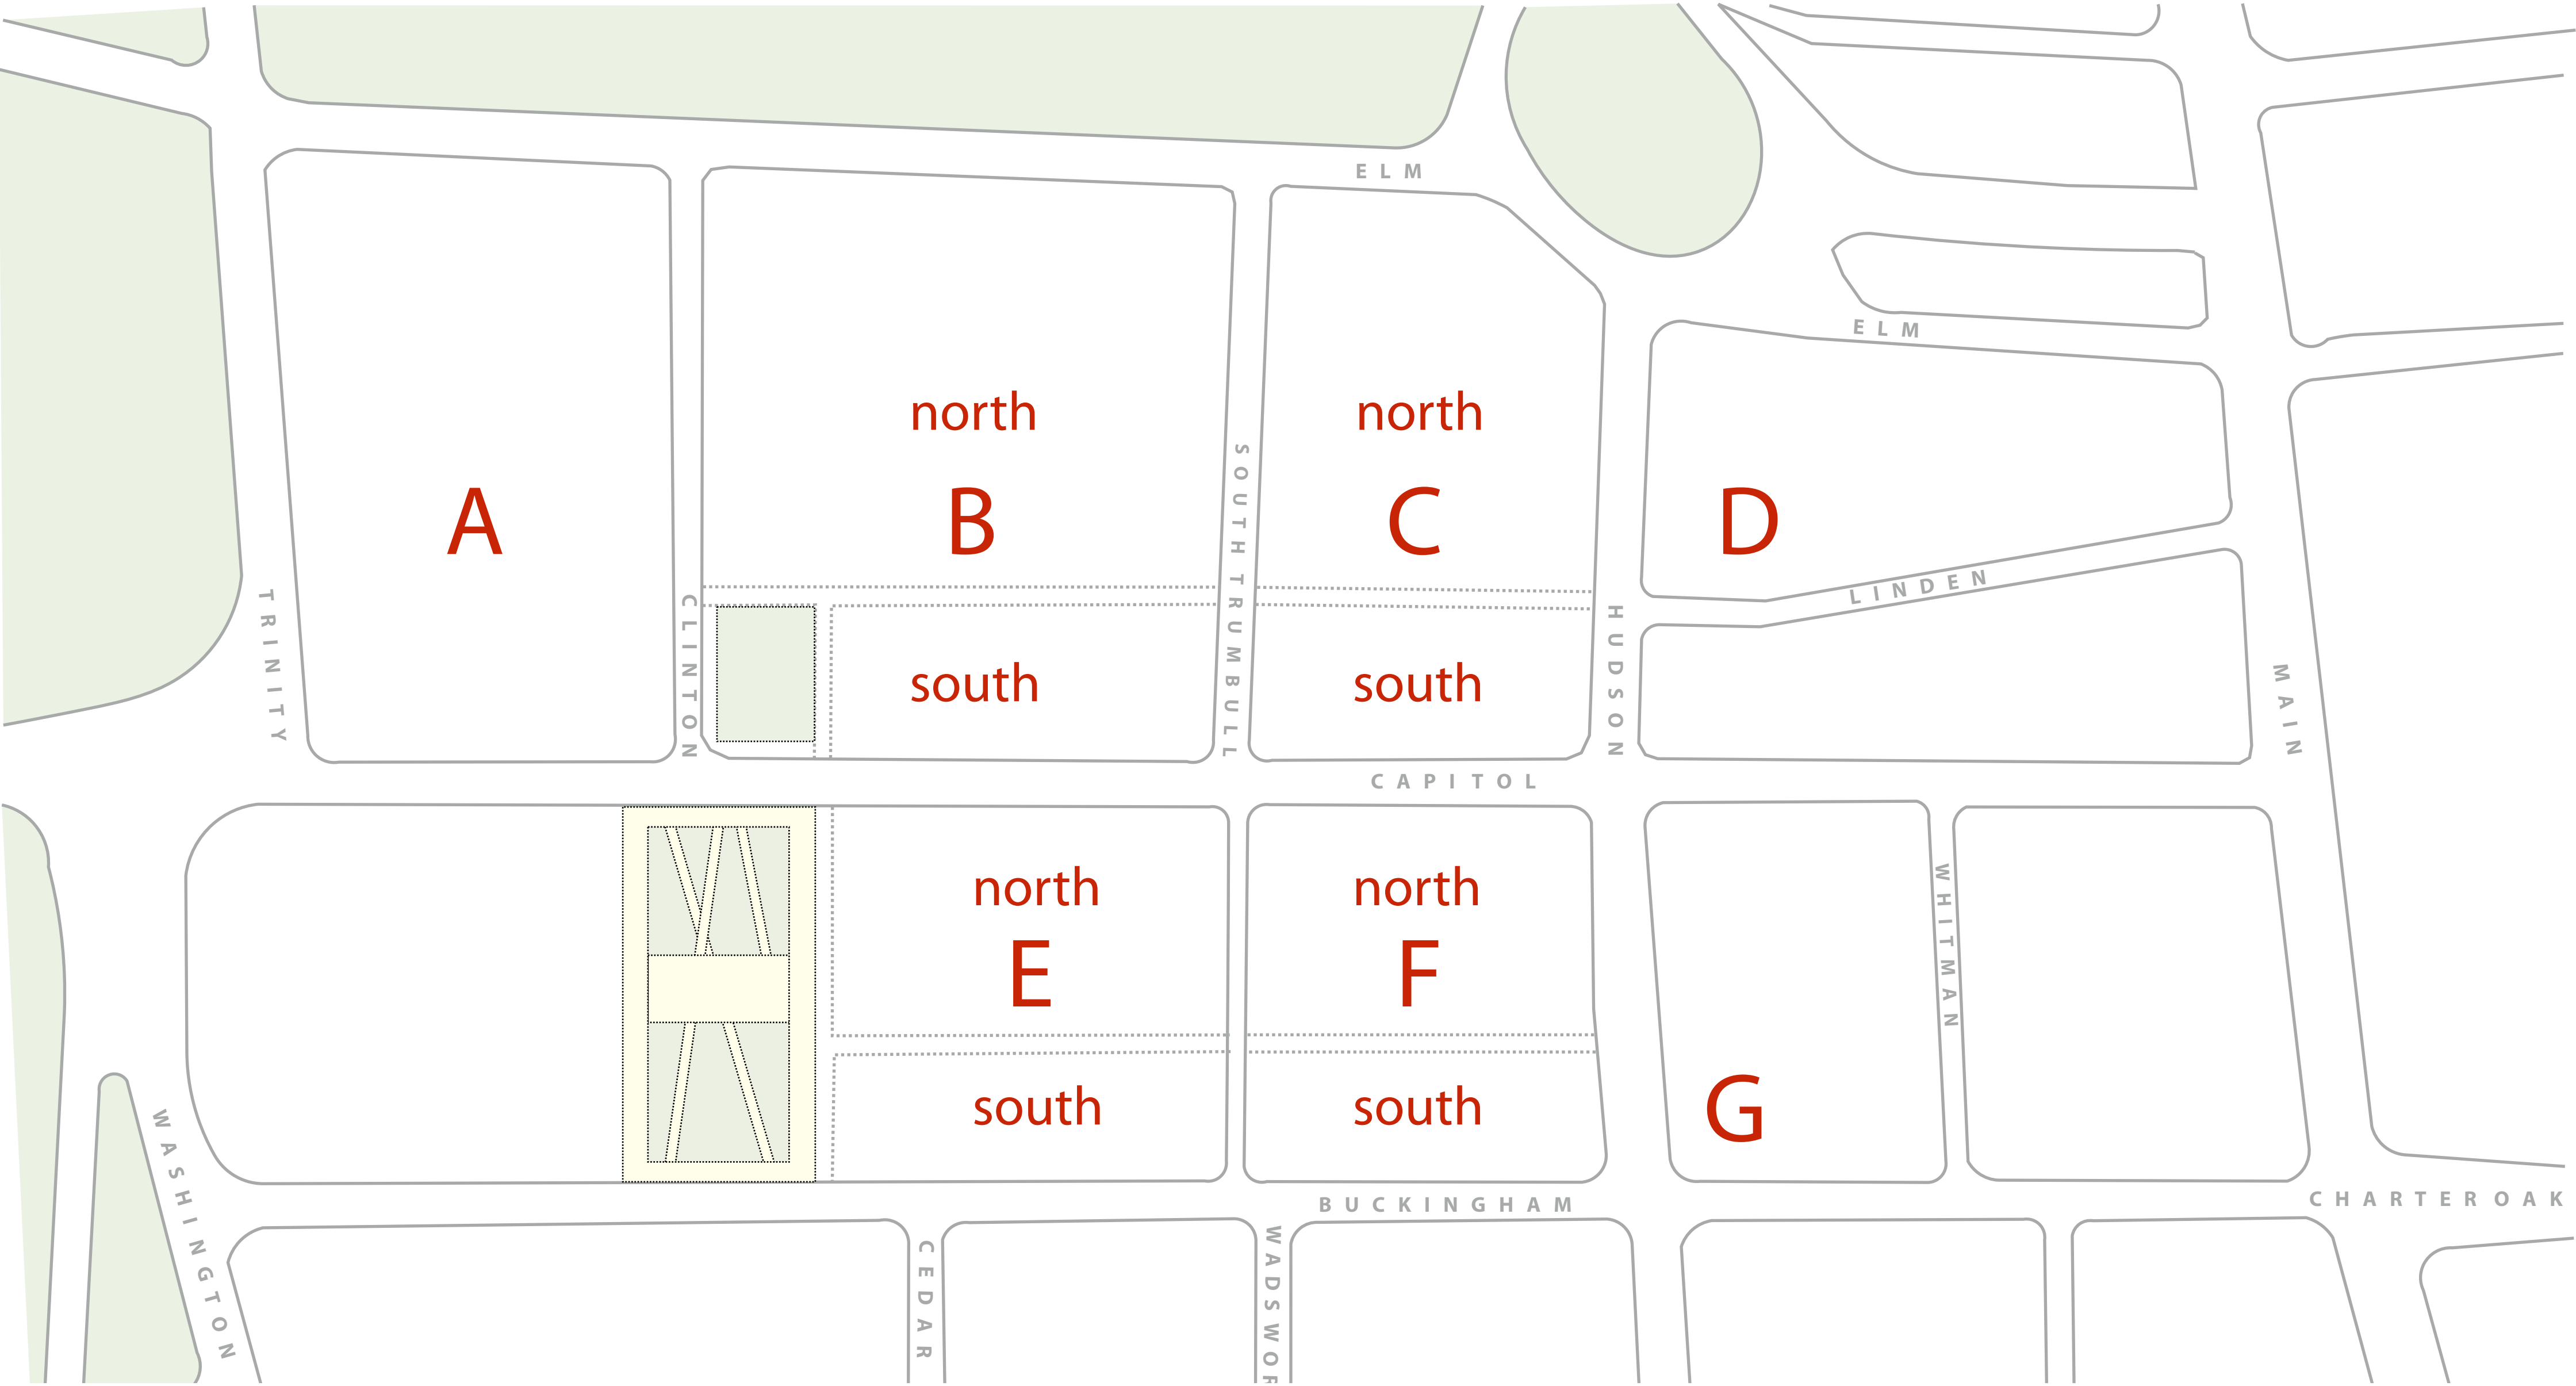 ELM
ELM
north
north
A
B
C
D
SOUTH TRUMBULL
LINDEN
TRINITY
CLINTON
HUDSON
south
south
MAIN
CAPITOL
north
north
E
F
WHITMAN
south
south
G
WASHINGTON
BUCKINGHAM
CHARTER OAK
CEDAR
WADSWOR